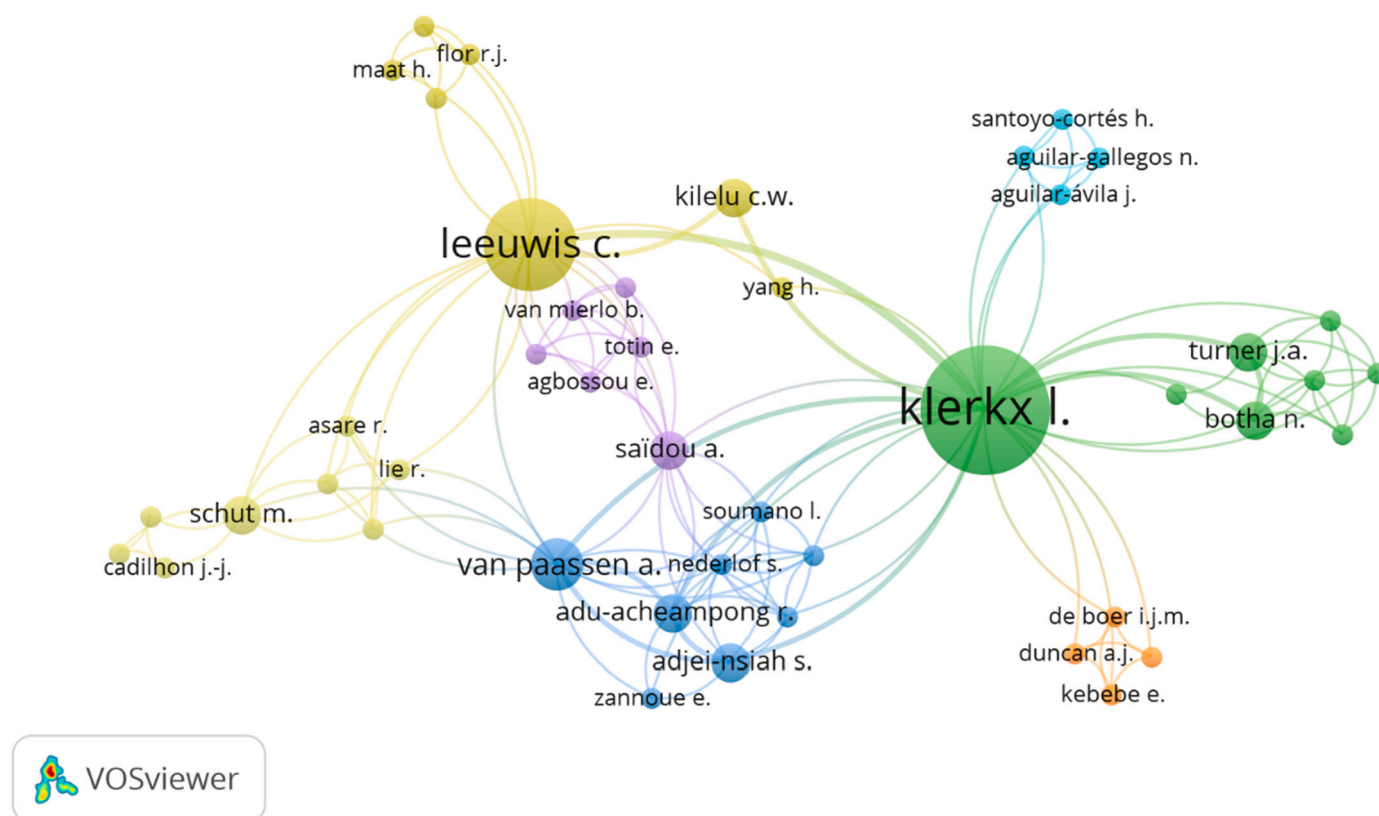 flor r.j.
maat h.
santoyo-cortés h.
aguilar-gallegos n.
aguilar-ávila j.
kilelu c.w.
leeuwis c.
yang h.
van mierlo b.
totin e.
agbossou e.
turner j.a.
klerkx l.
botha n.
asare r.
saïdou a.
lie r.
schut m.
soumano l.
cadilhon j.-j.
van paassen a.
nederlof s.
adu-acheampong r.
de boer i.j.m.
duncan a.j.
adjei-nsiah s.
kebebe e.
zannoue e.
VOSviewer